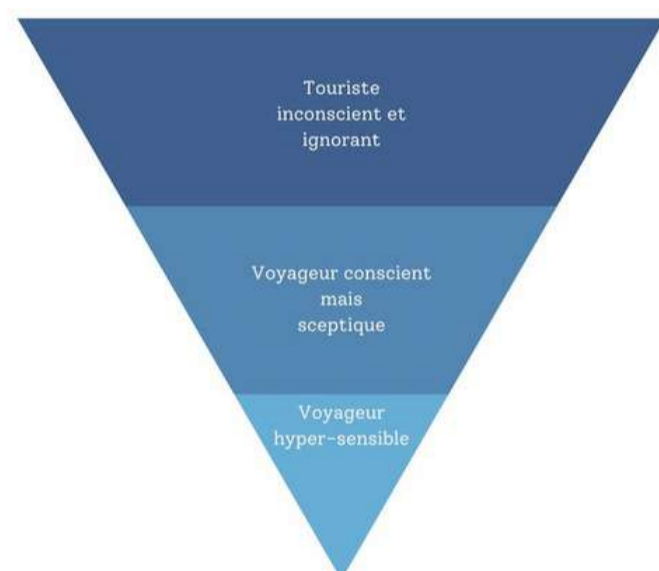 Touriste
inconscient et
ignorant
Voyageur conscient
mais
sceptique
Voyageur
hyper-sensible